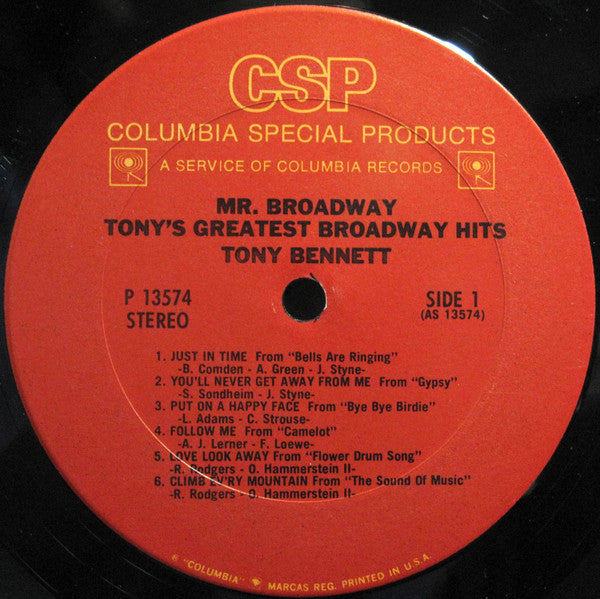 CSP
COLUMBIA SPECIAL PRODUCTS
A SERVICE OF COLUMBIA RECORDS
MR. BROADWAY
TONY'S GREATEST BROADWAY HITS
TONY BENNETT
P 13574
STEREO
SIDE 1
(AS 13574)
1. JUST IN TIME From "Bells Are Ringing"
-B. Comden - A. Green - J. Styne-
2. YOU'LL NEVER GET AWAY FROM ME From "Gypsy"
-S. Sondheim - J. Styne-
3. PUT ON A HAPPY FACE From "Bye Bye Birdie"
-L. Adams - C. Strouse-
4. FOLLOW ME From "Camelot"
-A. J. Lerner - F. Loewe-
5. LOVE LOOK AWAY From "Flower Drum Song"
-R. Rodgers - O. Hammerstein II-
6. CLIMB EV'RY MOUNTAIN From "The Sound Of Music"
-R. Rodgers - O. Hammerstein II-
® "COLUMBIA" MARCAS REG. PRINTED IN U.S.A.